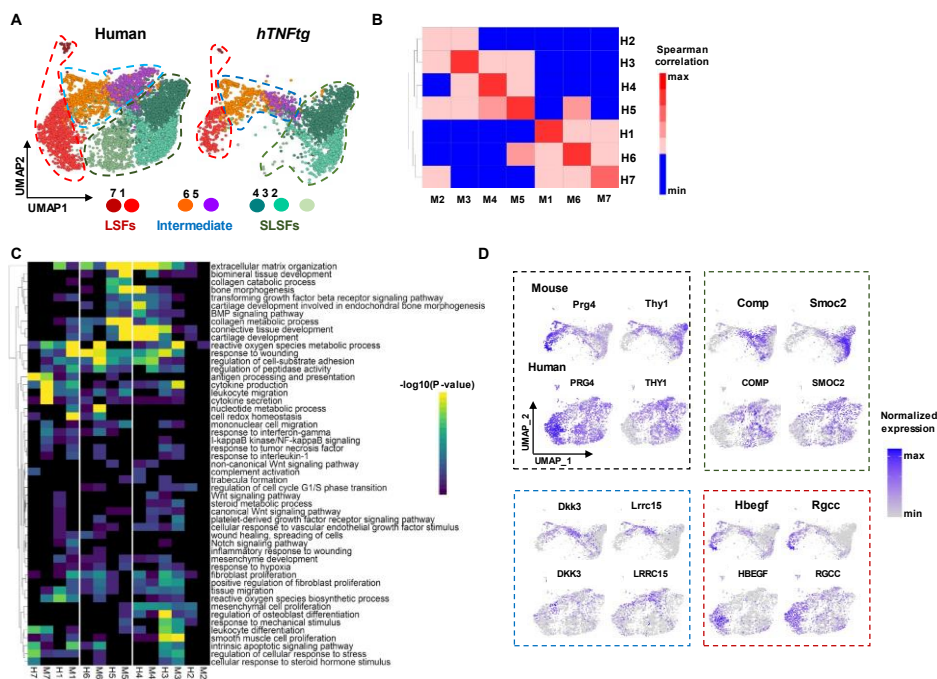 A
Human
hTNFtg
UMAP2
UMAP1
7 1
6 5
4 3 2
LSFs
Intermediate
SLSFs
B
H2
H3
H4
H5
H1
H6
H7
M2 M3 M4 M5 M1 M6 M7
Spearman
correlation
max
min
C
extracellular matrix organization
biomineral tissue development
collagen catabolic process
bone morphogenesis
transforming growth factor beta receptor signaling pathway
cartilage development involved in endochondral bone morphogenesis
BMP signaling pathway
collagen metabolic process
connective tissue development
cartilage development
reactive oxygen species metabolic process
response to wounding
regulation of cell-substrate adhesion
regulation of peptidase activity
antigen processing and presentation
cytokine production
leukocyte migration
cytokine secretion
nucleotide metabolic process
cell redox homeostasis
mononuclear cell migration
response to interferon-gamma
I-kappaB kinase/NF-kappaB signaling
response to tumor necrosis factor
response to interleukin-1
non-canonical Wnt signaling pathway
complement activation
trabecula formation
regulation of cell cycle G1/S phase transition
Wnt signaling pathway
steroid metabolic process
canonical Wnt signaling pathway
platelet-derived growth factor receptor signaling pathway
cellular response to vascular endothelial growth factor stimulus
wound healing, spreading of cells
Notch signaling pathway
inflammatory response to wounding
mesenchyme development
response to hypoxia
fibroblast proliferation
positive regulation of fibroblast proliferation
tissue migration
reactive oxygen species biosynthetic process
mesenchymal cell proliferation
regulation of osteoblast differentiation
response to mechanical stimulus
leukocyte differentiation
smooth muscle cell proliferation
intrinsic apoptotic signaling pathway
regulation of cellular response to stress
cellular response to steroid hormone stimulus
H7 M7 H1 M1 H6 M6 H5 M5 H4 M4 H3 M3 H2 M2
-log10(P-value)
max
min
D
Mouse
Prg4 Thy1
Human
PRG4 THY1
UMAP_2
UMAP_1
Comp Smoc2
COMP SMOC2
Dkk3 Lrrc15
DKK3 LRRC15
Hbegf Rgcc
HBEGF RGCC
Normalized
expression
max
min